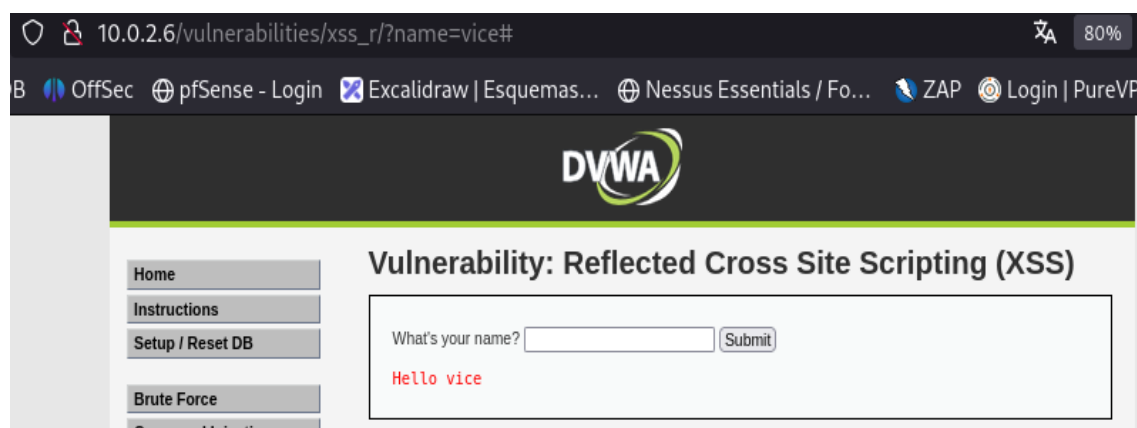 10.0.2.6/vulnerabilities/xss_r/?name=vice# 80%
B OffSec pfSense - Login Excalidraw | Esquemas... Nessus Essentials / Fo... ZAP Login | PureVP
DVWA
Vulnerability: Reflected Cross Site Scripting (XSS)
Home
Instructions
Setup / Reset DB
Brute Force
What's your name? Submit
Hello vice